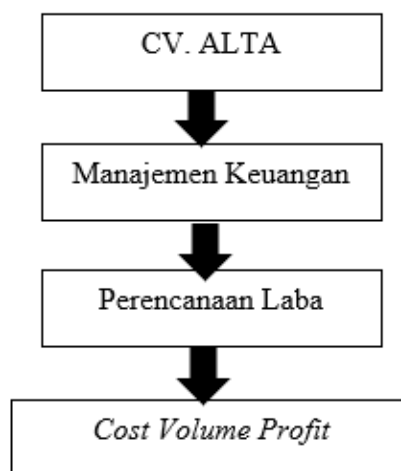 CV. ALTA
Manajemen Keuangan
Perencanaan Laba
Cost Volume Profit